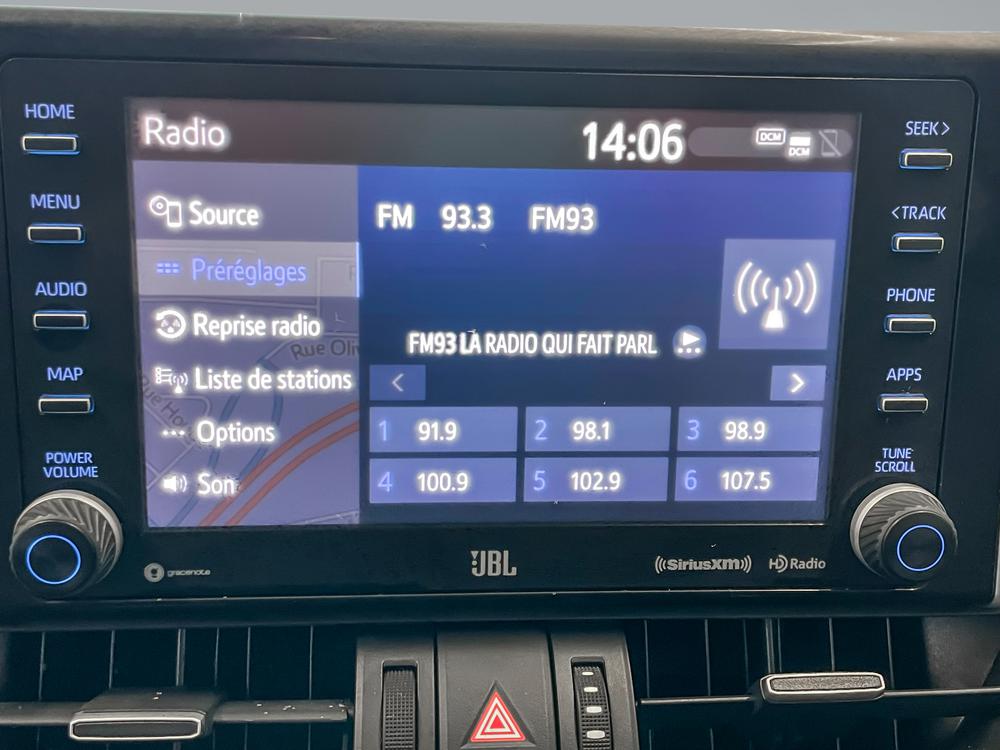 HOME
MENU
AUDIO
MAP
POWER
VOLUME
Radio
14:06
DCM
DCM
Source
Préréglages
Reprise radio
Liste de stations
Options
Son
Rue
FM 93.3 FM93
FM93 LA RADIO QUI FAIT PARL
<
>
1 91.9
2 98.1
3 98.9
4 100.9
5 102.9
6 107.5
SEEK >
< TRACK
PHONE
APPS
TUNE
SCROLL
gracenote
JBL
((SiriusXM))
HD Radio